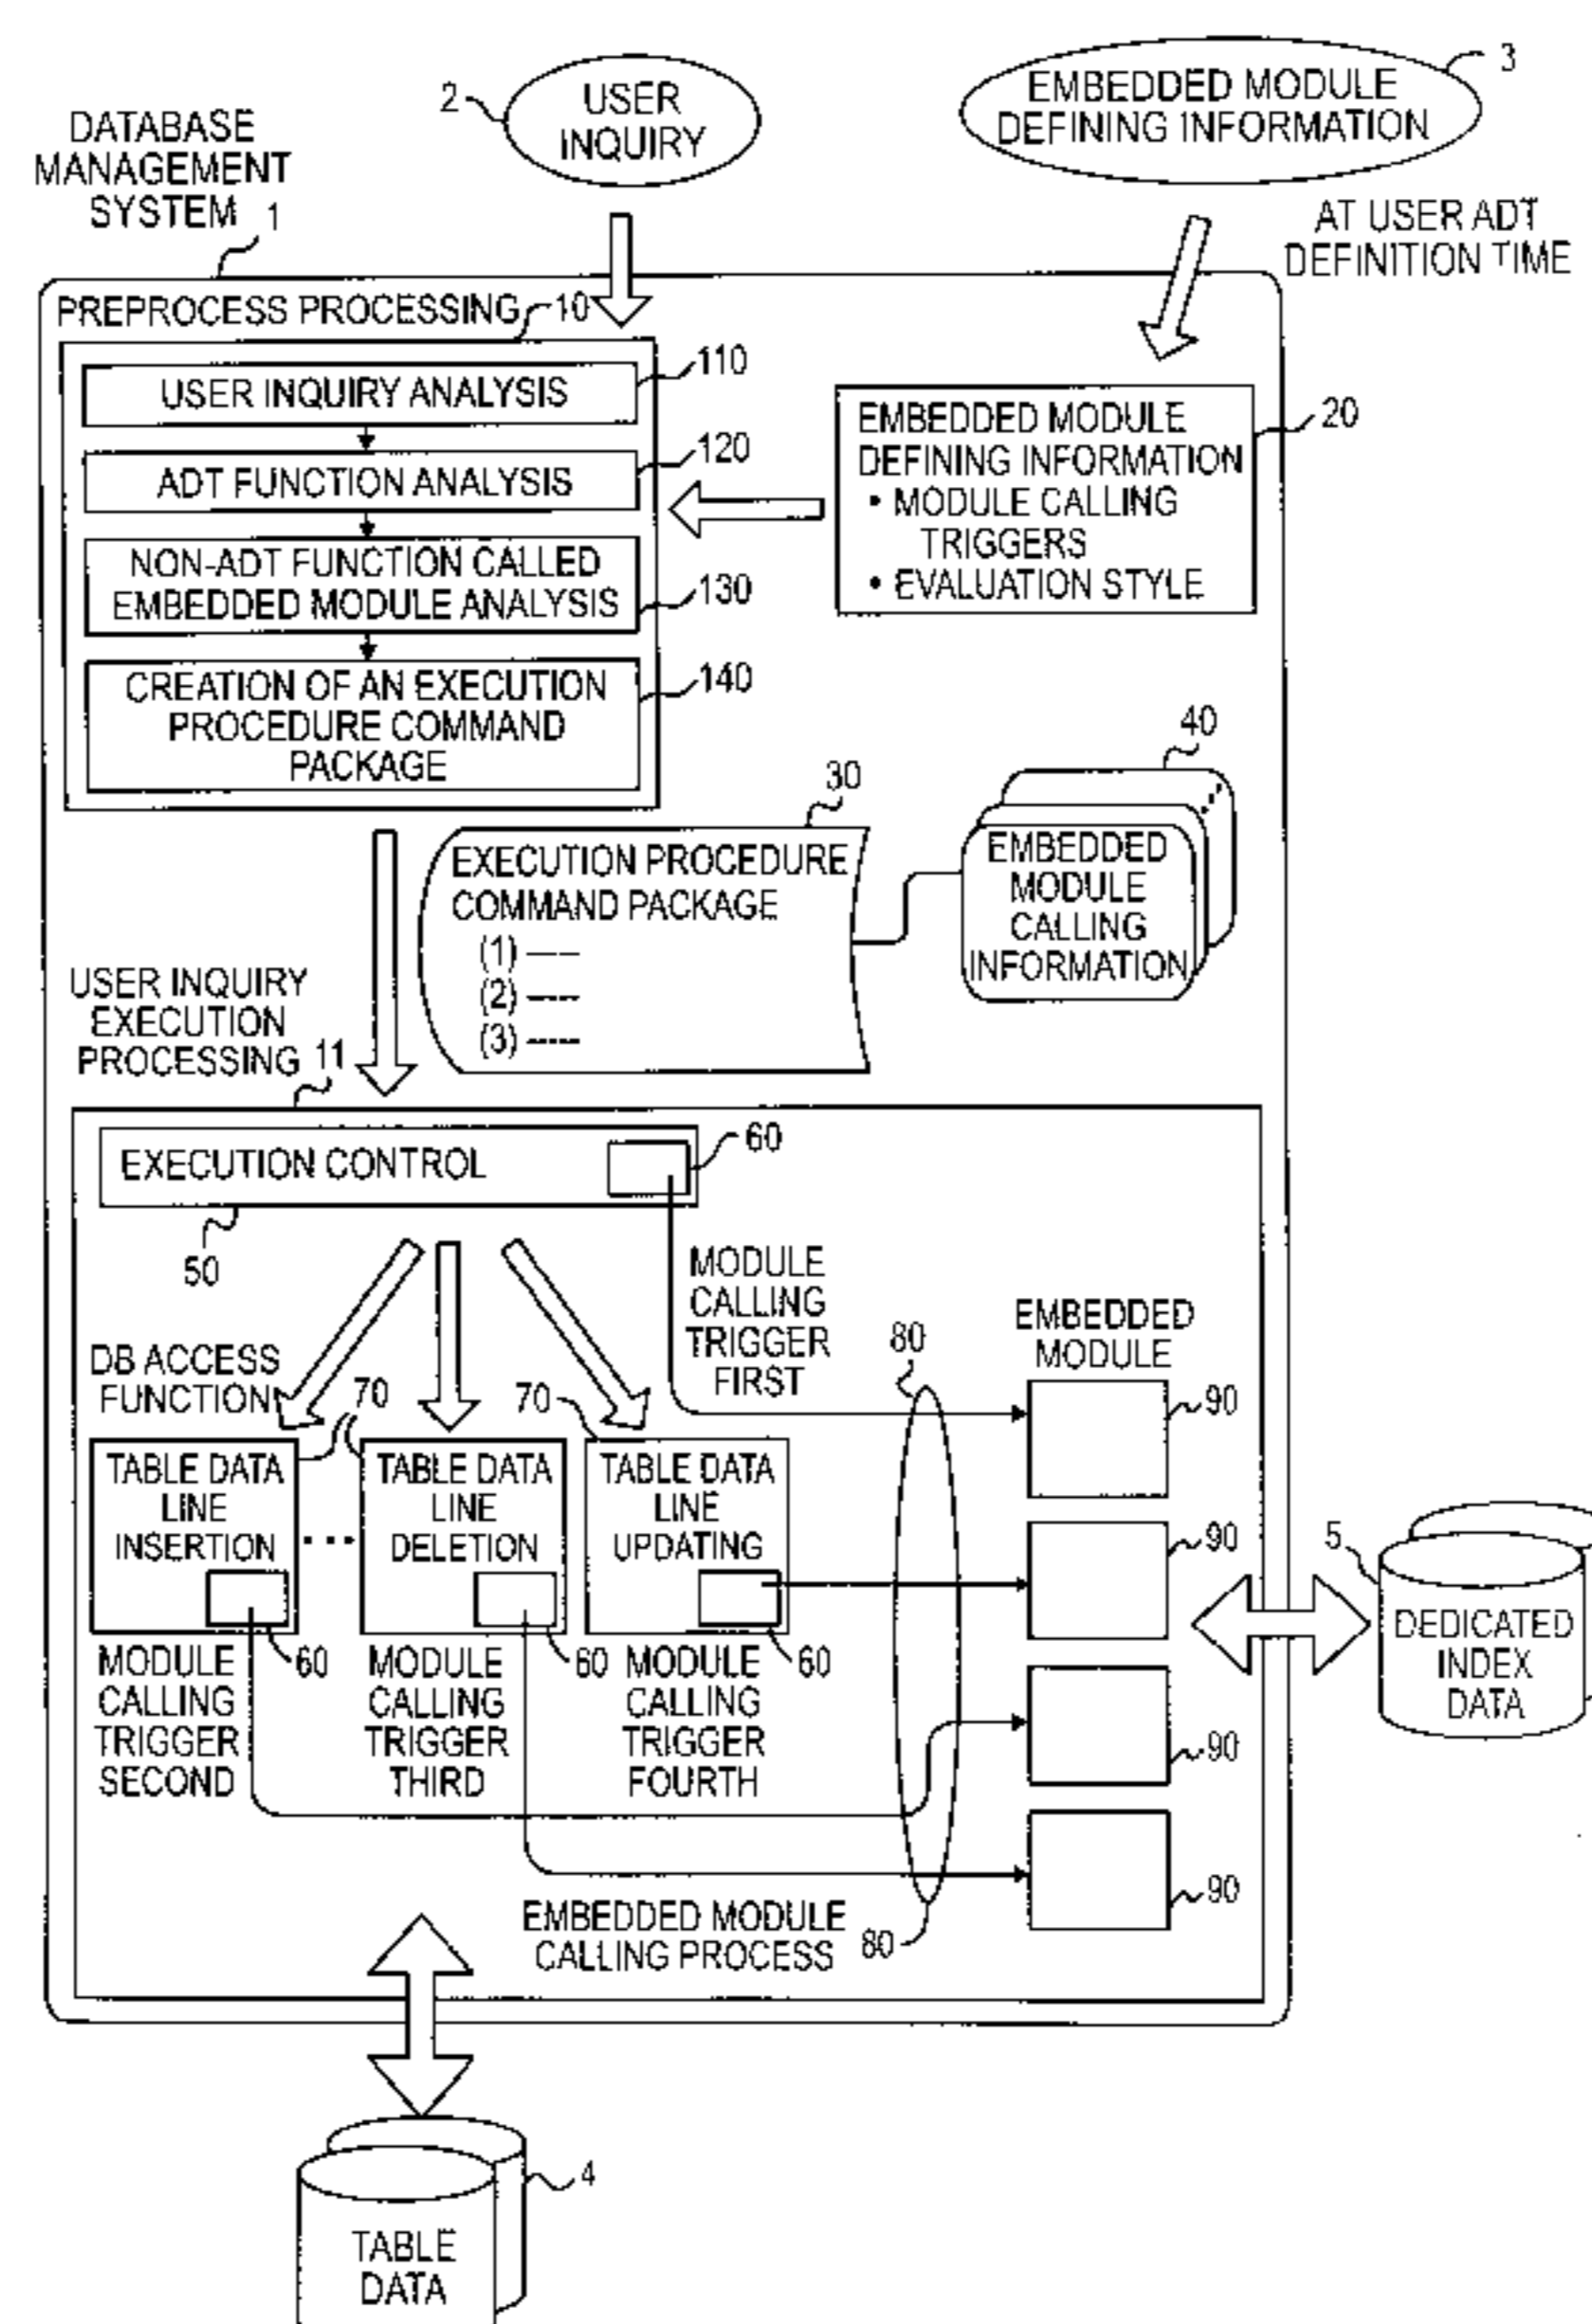 2
USER
INQUIRY
EMBEDDED MODULE
DEFINING INFORMATION
3
DATABASE
MANAGEMENT
SYSTEM
1
AT USER ADT
DEFINITION TIME
PREPROCESS PROCESSING
10
USER INQUIRY ANALYSIS
110
ADT FUNCTION ANALYSIS
120
NON-ADT FUNCTION CALLED
EMBEDDED MODULE ANALYSIS
130
CREATION OF AN EXECUTION
PROCEDURE COMMAND
PACKAGE
140
EMBEDDED MODULE
DEFINING INFORMATION
• MODULE CALLING
TRIGGERS
• EVALUATION STYLE
20
30
EXECUTION PROCEDURE
COMMAND PACKAGE
(1) ----
(2) ----
(3) ----
40
EMBEDDED
MODULE
CALLING
INFORMATION
USER INQUIRY
EXECUTION
PROCESSING
11
EXECUTION CONTROL
60
50
MODULE
CALLING
TRIGGER
FIRST
80
EMBEDDED
MODULE
DB ACCESS
FUNCTION
70
70
90
TABLE DATA
LINE
INSERTION
...
TABLE DATA
LINE
DELETION
TABLE DATA
LINE
UPDATING
90
60
60
60
MODULE
CALLING
TRIGGER
SECOND
MODULE
CALLING
TRIGGER
THIRD
MODULE
CALLING
TRIGGER
FOURTH
90
90
5
DEDICATED
INDEX
DATA
EMBEDDED MODULE
CALLING PROCESS
80
4
TABLE
DATA